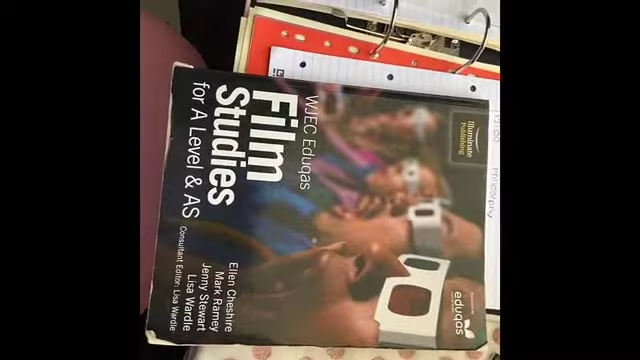 WJEC Eduqas
Film
Studies
for A Level & AS
Ellen Cheshire
Mark Ramey
Jenny Stewart
Lisa Wardle
Consultant Editor: Lisa Wardle
Illuminate
Publishing
eduqas